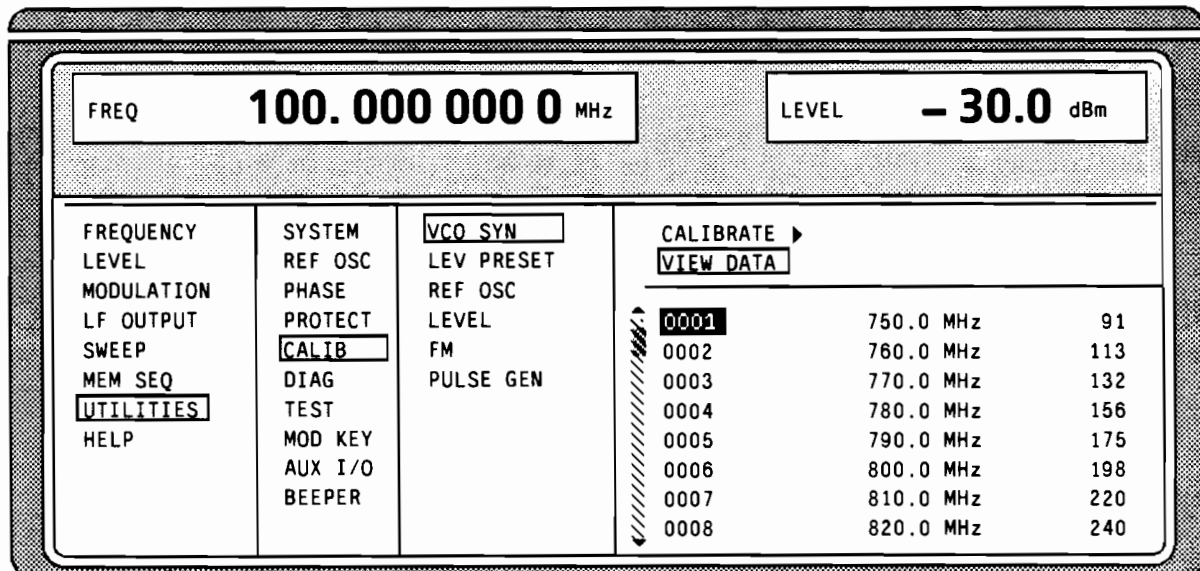 FREQ 100. 000 000 0 MHz
LEVEL – 30.0 dBm
FREQUENCY
LEVEL
MODULATION
LF OUTPUT
SWEEP
MEM SEQ
UTILITIES
HELP
SYSTEM
REF OSC
PHASE
PROTECT
CALIB
DIAG
TEST
MOD KEY
AUX I/O
BEEPER
VCO SYN
LEV PRESET
REF OSC
LEVEL
FM
PULSE GEN
CALIBRATE ▶
VIEW DATA
0001 750.0 MHz 91
0002 760.0 MHz 113
0003 770.0 MHz 132
0004 780.0 MHz 156
0005 790.0 MHz 175
0006 800.0 MHz 198
0007 810.0 MHz 220
0008 820.0 MHz 240